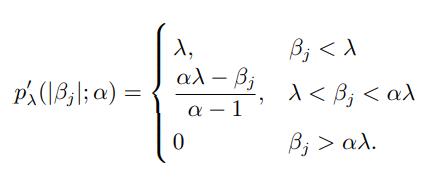 λ, β_j < λ
p′_λ(|β_j|; α) = { (αλ − β_j) / (α − 1), λ < β_j < αλ
0 β_j > αλ.